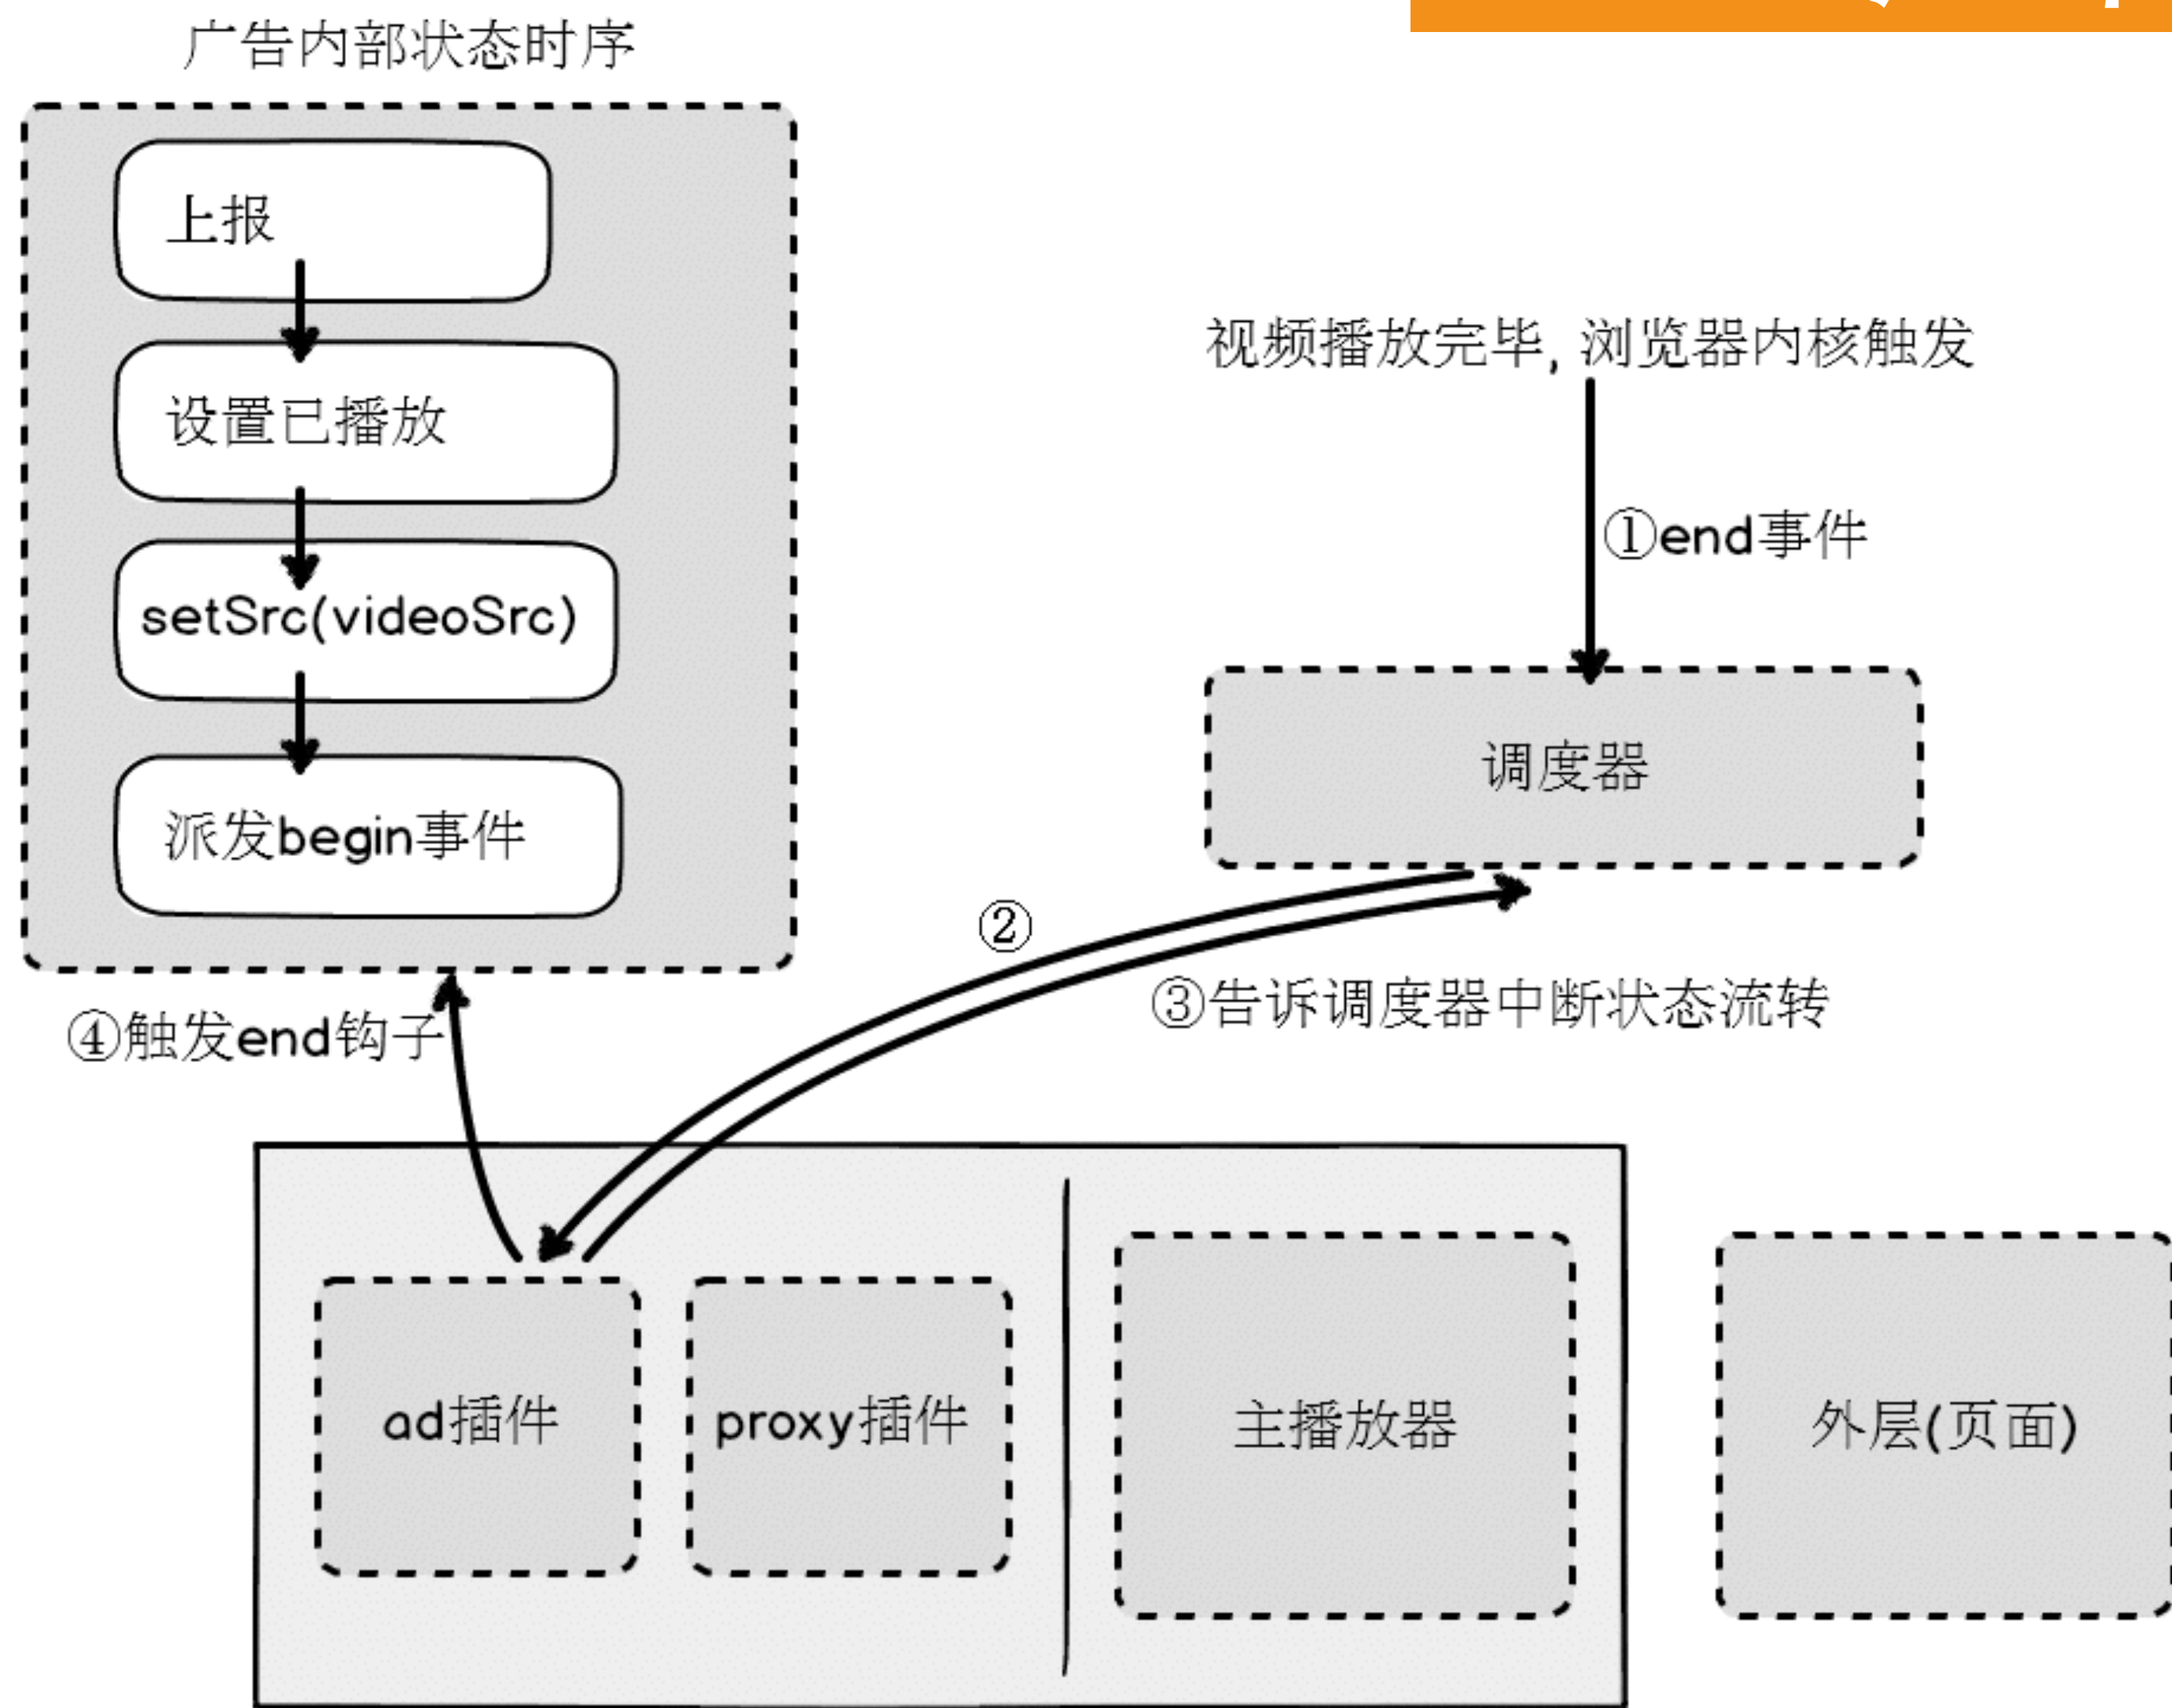 广告内部状态时序
上报
设置已播放
setSrc(videoSrc)
派发begin事件
视频播放完毕, 浏览器内核触发
①end事件
调度器
②
③告诉调度器中断状态流转
④触发end钩子
ad插件
proxy插件
主播放器
外层(页面)